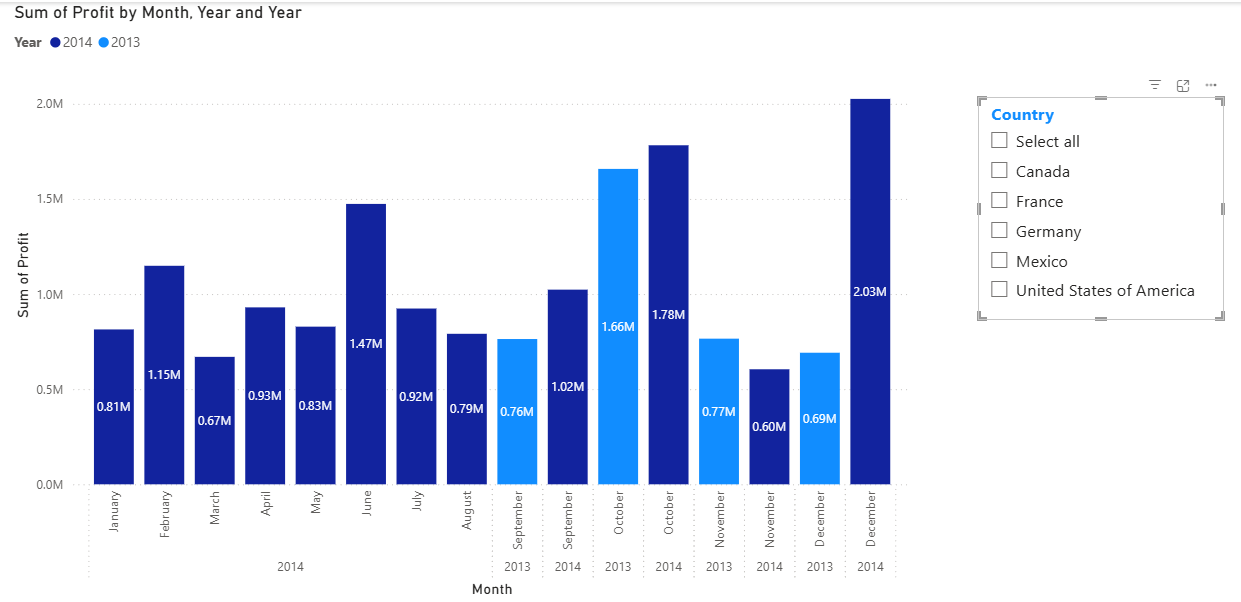 Sum of Profit by Month, Year and Year
Year 2014 2013
2.0M
1.5M
1.0M
0.5M
0.0M
Sum of Profit
0.81M
1.15M
0.67M
0.93M
0.83M
1.47M
0.92M
0.79M
0.76M
1.02M
1.66M
1.78M
0.77M
0.60M
0.69M
2.03M
January
February
March
April
May
June
July
August
September
September
October
October
November
November
December
December
2014 2013 2014 2013 2014 2013 2014 2013 2014
Month
Country
Select all
Canada
France
Germany
Mexico
United States of America